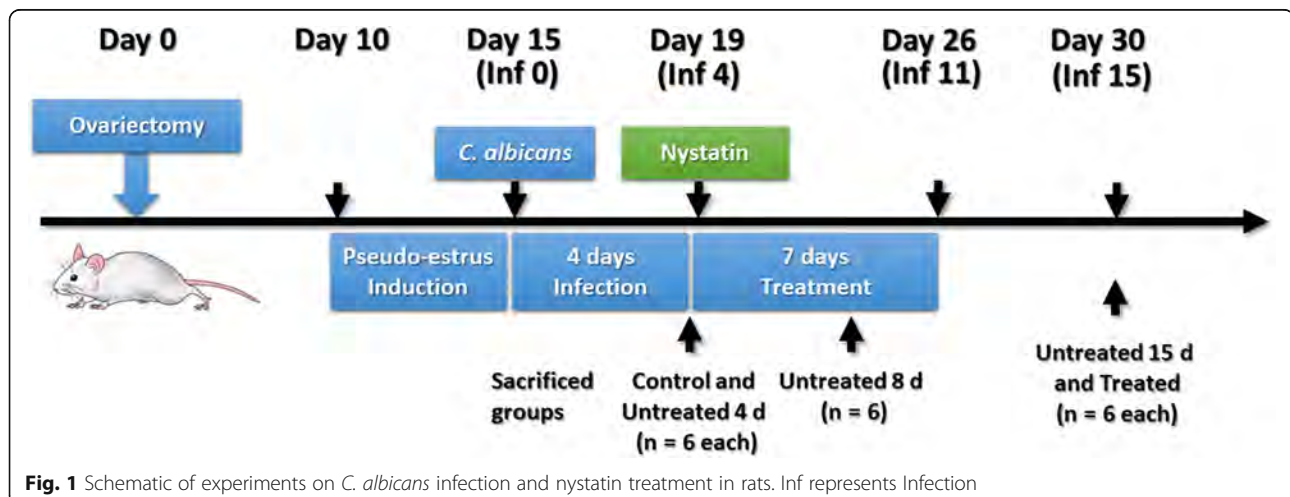 Day 0 Day 10 Day 15 Day 19 Day 26 Day 30
(Inf 0) (Inf 4) (Inf 11) (Inf 15)
Ovariectomy
C. albicans Nystatin
Pseudo-estrus 4 days 7 days
Induction Infection Treatment
Sacrificed Control and Untreated 8 d Untreated 15 d
groups Untreated 4 d (n = 6) and Treated
(n = 6 each) (n = 6 each)
Fig. 1 Schematic of experiments on C. albicans infection and nystatin treatment in rats. Inf represents Infection